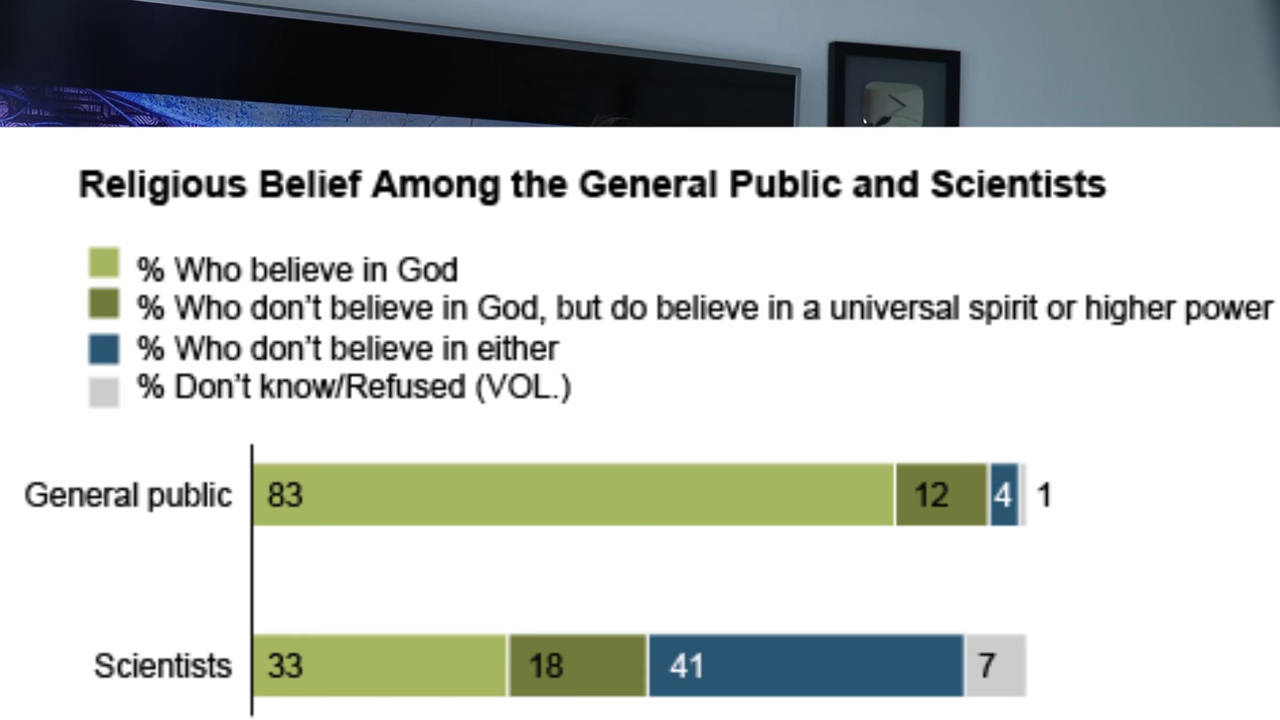 Religious Belief Among the General Public and Scientists
% Who believe in God
% Who don't believe in God, but do believe in a universal spirit or higher power
% Who don't believe in either
% Don't know/Refused (VOL.)
General public 83 12 4 1
Scientists 33 18 41 7